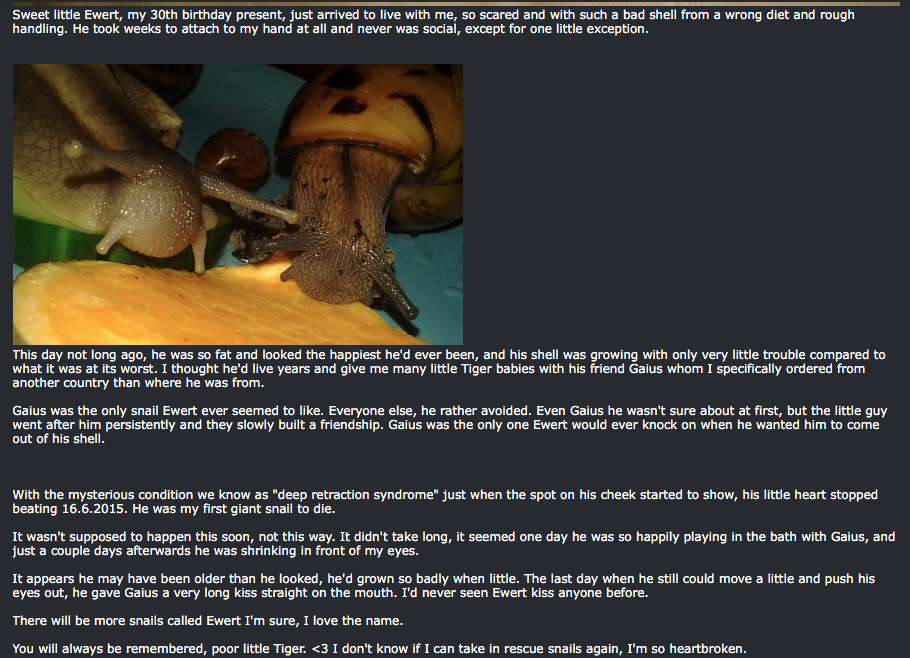 Sweet little Ewert, my 30th birthday present, just arrived to live with me, so scared and with such a bad shell from a wrong diet and rough
handling. He took weeks to attach to my hand at all and never was social, except for one little exception.
This day not long ago, he was so fat and looked the happiest he'd ever been, and his shell was growing with only very little trouble compared to
what it was at its worst. I thought he'd live years and give me many little Tiger babies with his friend Gaius whom I specifically ordered from
another country than where he was from.
Gaius was the only snail Ewert ever seemed to like. Everyone else, he rather avoided. Even Gaius he wasn't sure about at first, but the little guy
went after him persistently and they slowly built a friendship. Gaius was the only one Ewert would ever knock on when he wanted him to come
out of his shell.
With the mysterious condition we know as "deep retraction syndrome" just when the spot on his cheek started to show, his little heart stopped
beating 16.6.2015. He was my first giant snail to die.
It wasn't supposed to happen this soon, not this way. It didn't take long, it seemed one day he was so happily playing in the bath with Gaius, and
just a couple days afterwards he was shrinking in front of my eyes.
It appears he may have been older than he looked, he'd grown so badly when little. The last day when he still could move a little and push his
eyes out, he gave Gaius a very long kiss straight on the mouth. I'd never seen Ewert kiss anyone before.
There will be more snails called Ewert I'm sure, I love the name.
You will always be remembered, poor little Tiger. <3 I don't know if I can take in rescue snails again, I'm so heartbroken.